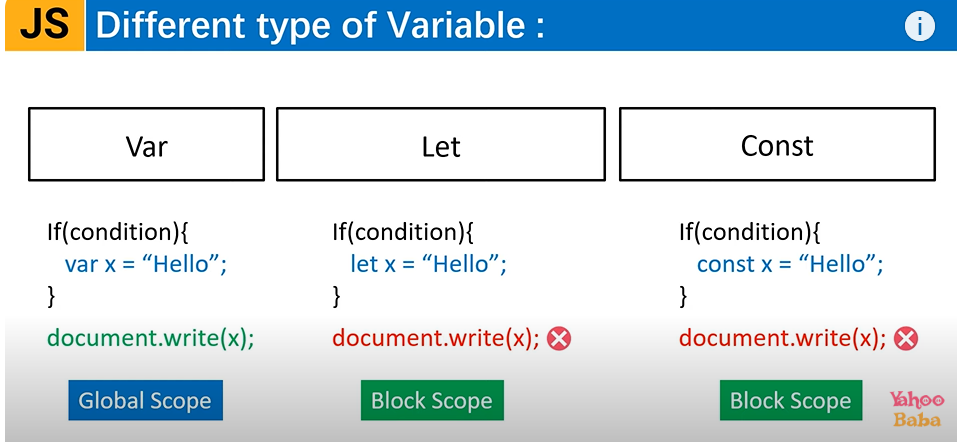 JS Different type of Variable :
i
Var
Let
Const
If(condition){
var x = “Hello”;
}
document.write(x);
Global Scope
If(condition){
let x = “Hello”;
}
document.write(x);
Block Scope
If(condition){
const x = “Hello”;
}
document.write(x);
Block Scope
Yahoo
Baba